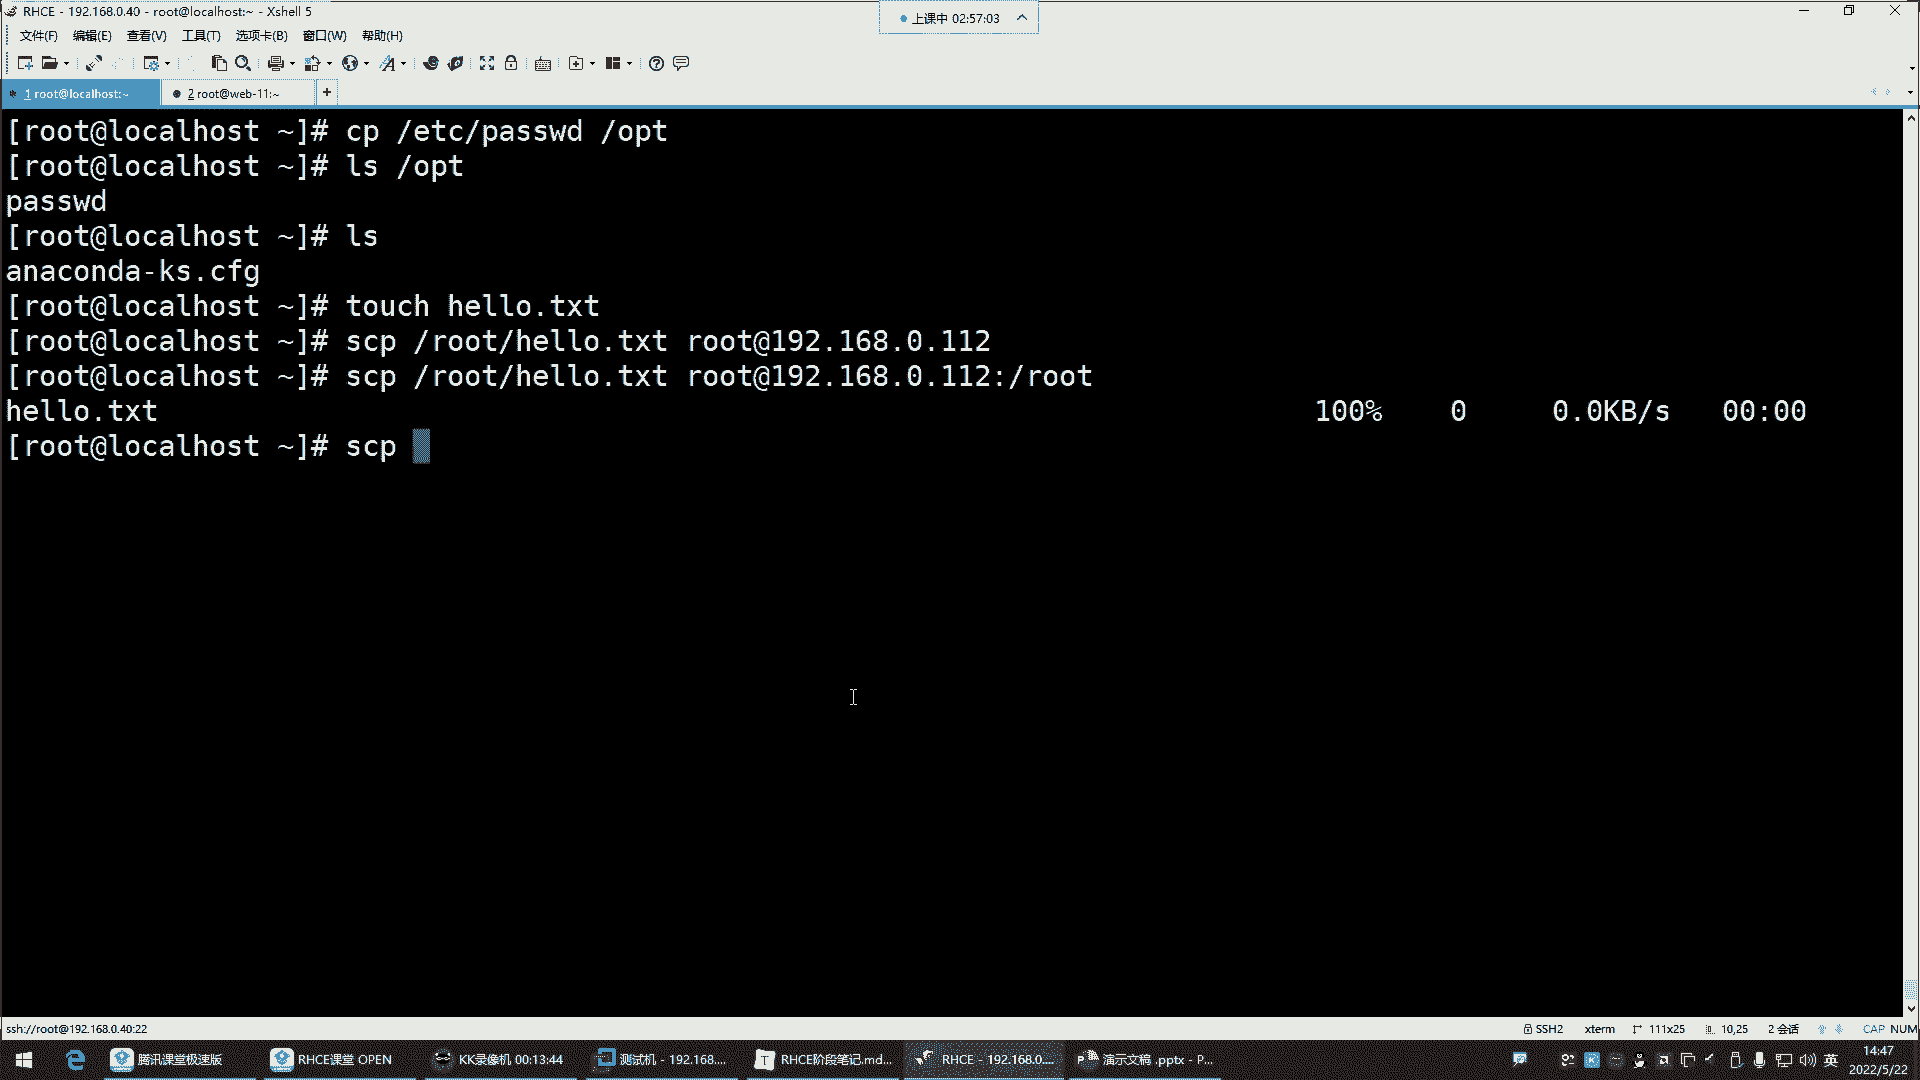 RHCE - 192.168.0.40 - root@localhost:~ - Xshell 5
上课中 02:57:03
文件(F) 编辑(E) 查看(V) 工具(T) 选项卡(B) 窗口(W) 帮助(H)
1 root@localhost:~ 2 root@web-11:~ +
[root@localhost ~]# cp /etc/passwd /opt
[root@localhost ~]# ls /opt
passwd
[root@localhost ~]# ls
anaconda-ks.cfg
[root@localhost ~]# touch hello.txt
[root@localhost ~]# scp /root/hello.txt root@192.168.0.112
[root@localhost ~]# scp /root/hello.txt root@192.168.0.112:/root
hello.txt 100% 0 0.0KB/s 00:00
[root@localhost ~]# scp
ssh://root@192.168.0.40:22 SSH2 xterm 111x25 10,25 2 会话 CAP NUM
腾讯课堂极速版 RHCE课堂 OPEN KK录像机 00:13:44 测试机 - 192.168.... RHCE阶段笔记.md... RHCE - 192.168.0.... 演示文稿 .pptx - P... 英 14:47
2022/5/22